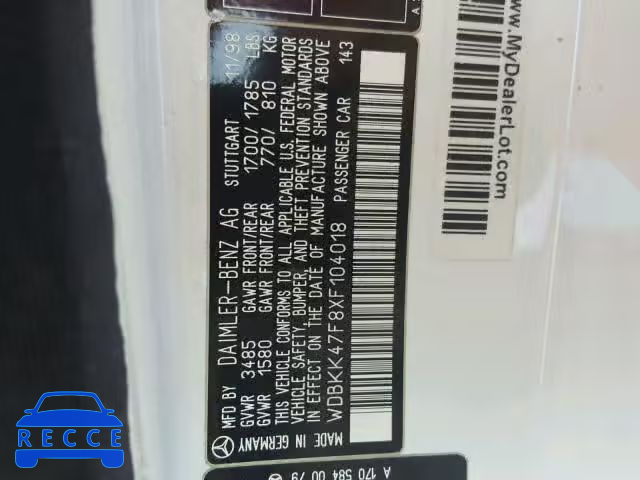 MFD BY DAIMLER-BENZ AG STUTTGART 11/98
GVWR 3485 GAWR FRONT/REAR 1700/1785 LBS
GVWR 1580 GAWR FRONT/REAR 770/ 810 KG
THIS VEHICLE CONFORMS TO ALL APPLICABLE U.S. FEDERAL MOTOR
VEHICLE SAFETY, BUMPER, AND THEFT PREVENTION STANDARDS
IN EFFECT ON THE DATE OF MANUFACTURE SHOWN ABOVE
WDBKK47F8XF104018 PASSENGER CAR 143
MADE IN GERMANY
A 170 584 00 79
www.MyDealerLot.com
RECCE